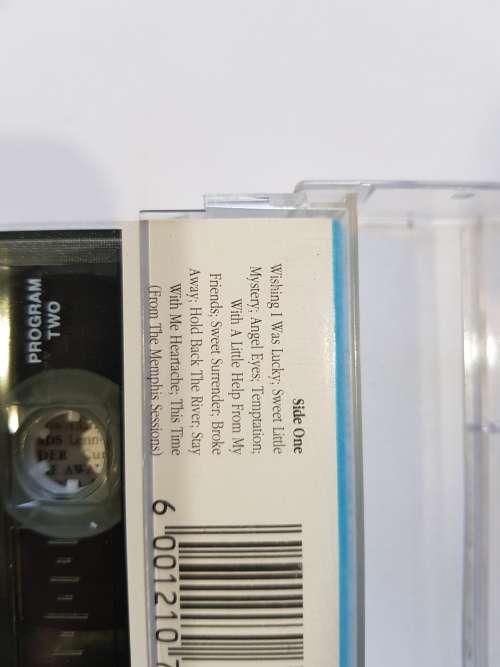 Side One
Wishing I Was Lucky; Sweet Little
Mystery; Angel Eyes; Temptation;
With A Little Help From My
Friends; Sweet Surrender; Broke
Away; Hold Back The River; Stay
With Me Heartache; This Time
(From The Memphis Sessions)
6 001210
PROGRAM
TWO